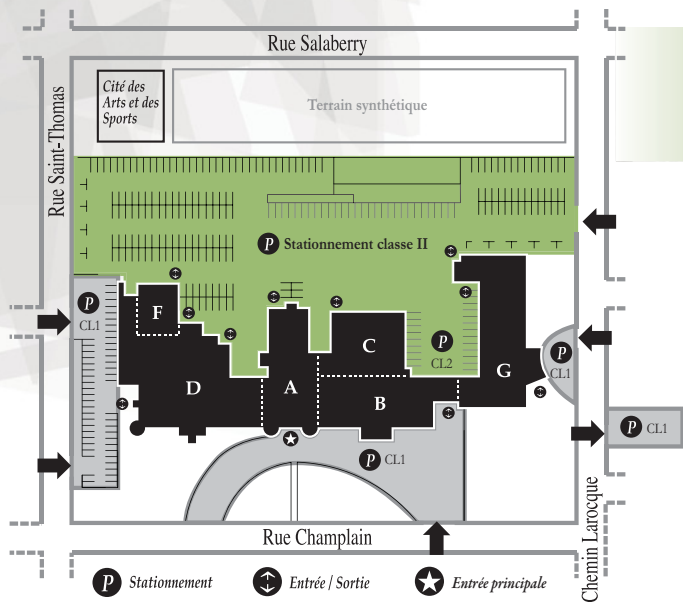 Rue Salaberry
Rue Saint-Thomas
Cité des
Arts et des
Sports
Terrain synthétique
P Stationnement classe II
P
CL1
F
C
P
CL2
P
CL1
D
A
B
G
P CL1
P CL1
Rue Champlain
Chemin Larocque
P Stationnement
Entrée / Sortie
Entrée principale